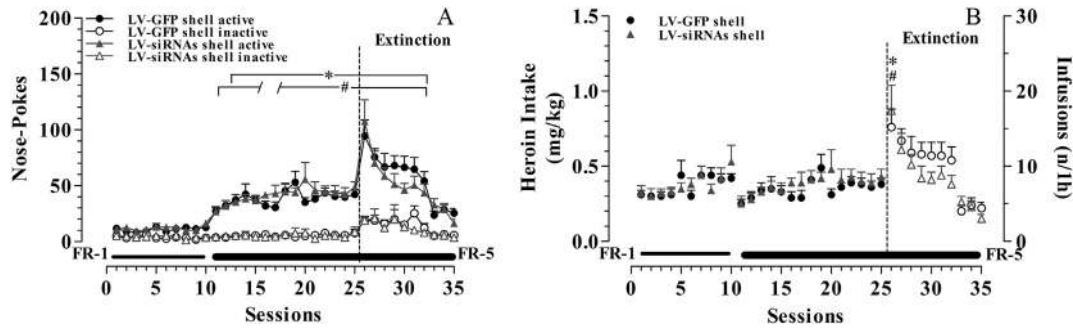 A
LV-GFP shell active
LV-GFP shell inactive
LV-siRNAs shell active
LV-siRNAs shell inactive
Extinction
*
#
Nose-Pokes
200
150
100
50
0
FR-1
FR-5
0 5 10 15 20 25 30 35
Sessions
B
LV-GFP shell
LV-siRNAs shell
Extinction
*
#
Heroin Intake
(mg/kg)
1.5
1.0
0.5
0.0
Infusions (n/1h)
30
20
10
0
FR-1
FR-5
0 5 10 15 20 25 30 35
Sessions